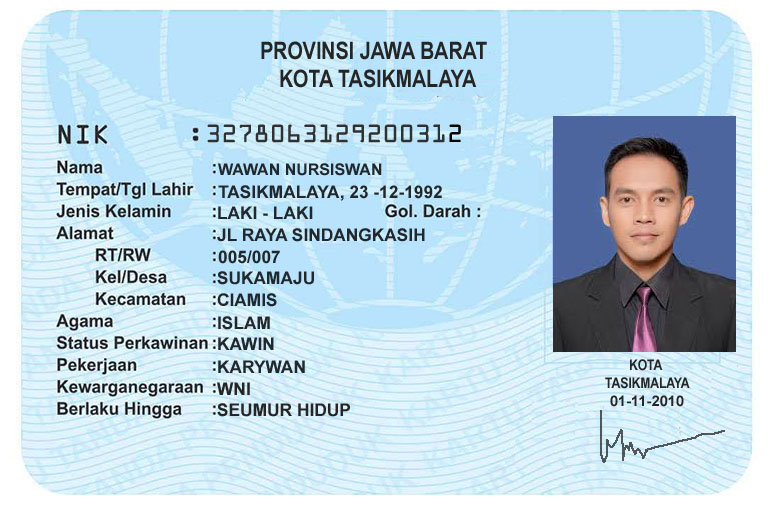 PROVINSI JAWA BARAT
KOTA TASIKMALAYA
NIK : 3278063129200312
Nama : WAWAN NURSISWAN
Tempat/Tgl Lahir : TASIKMALAYA, 23 -12-1992
Jenis Kelamin : LAKI - LAKI Gol. Darah :
Alamat : JL RAYA SINDANGKASIH
RT/RW : 005/007
Kel/Desa : SUKAMAJU
Kecamatan : CIAMIS
Agama : ISLAM
Status Perkawinan : KAWIN
Pekerjaan : KARYWAN
Kewarganegaraan : WNI
Berlaku Hingga : SEUMUR HIDUP
KOTA
TASIKMALAYA
01-11-2010